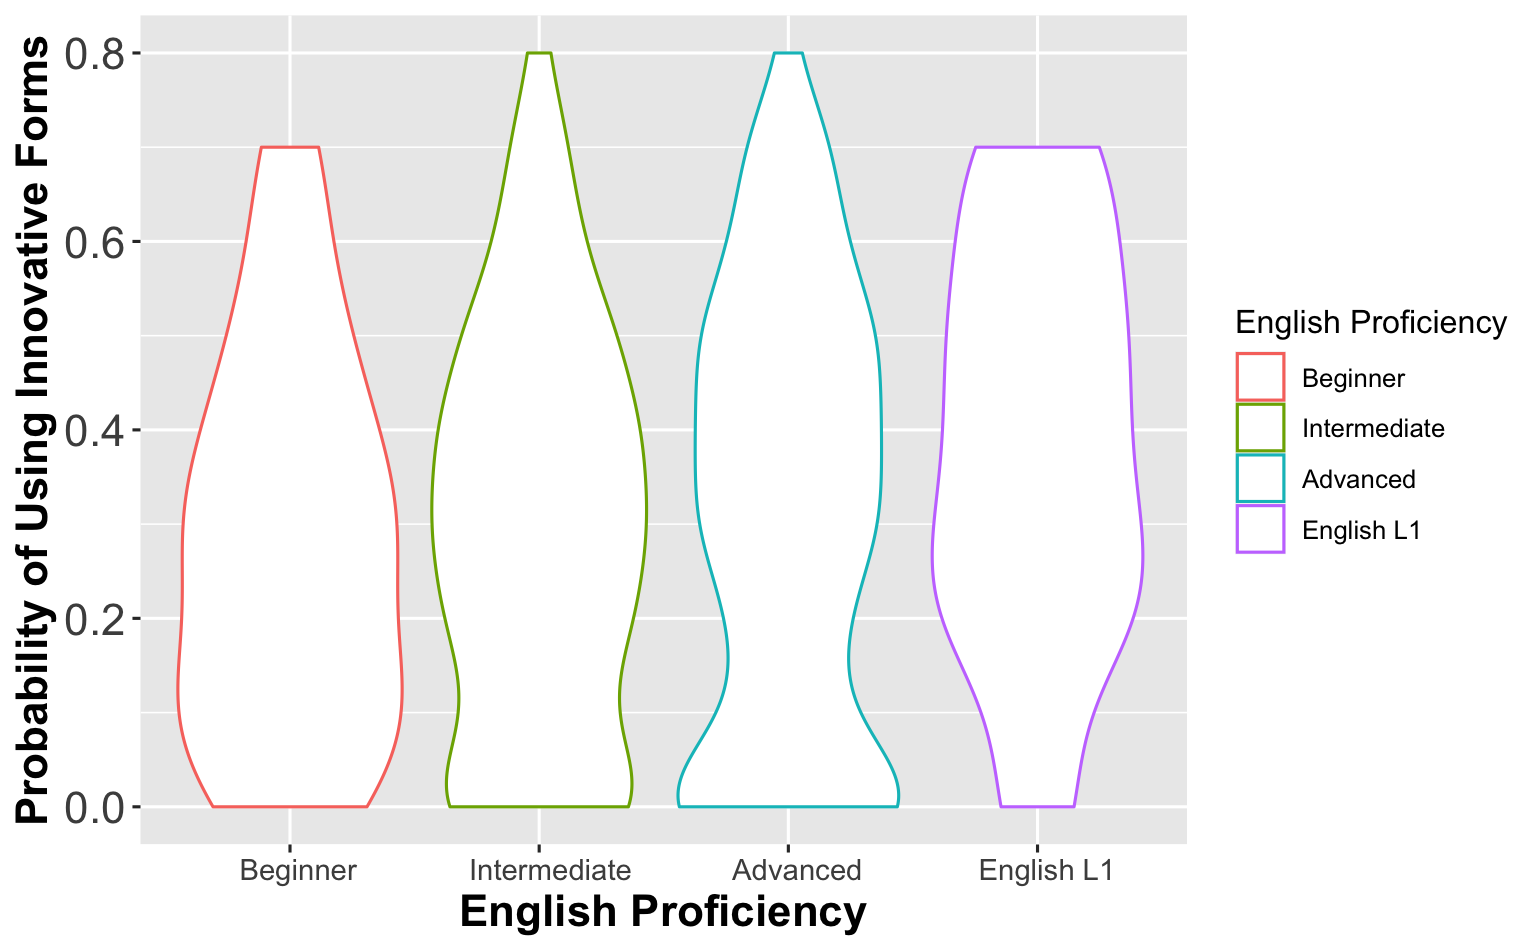 Probability of Using Innovative Forms
0.8
0.6
0.4
0.2
0.0
Beginner Intermediate Advanced English L1
English Proficiency
English Proficiency
Beginner
Intermediate
Advanced
English L1